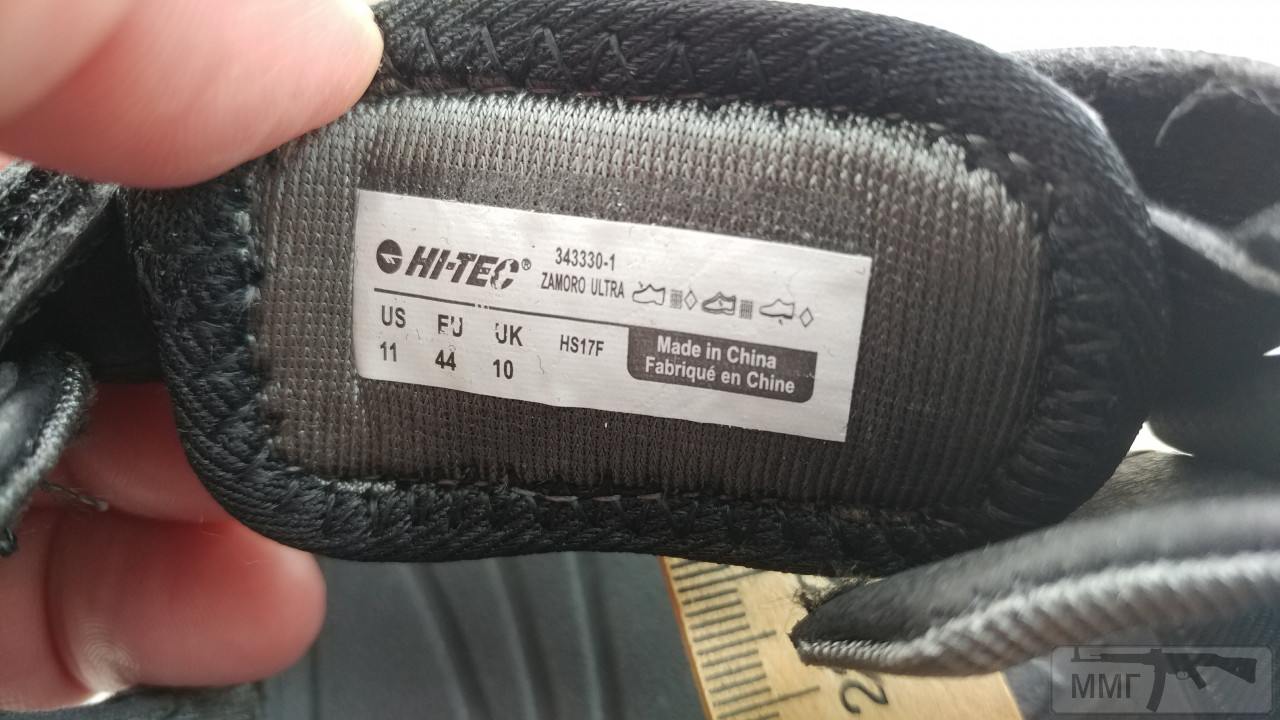 HI-TEC®
343330-1
ZAMORO ULTRA
US EU UK
11 44 10
HS17F
Made in China
Fabriqué en Chine
ММГ